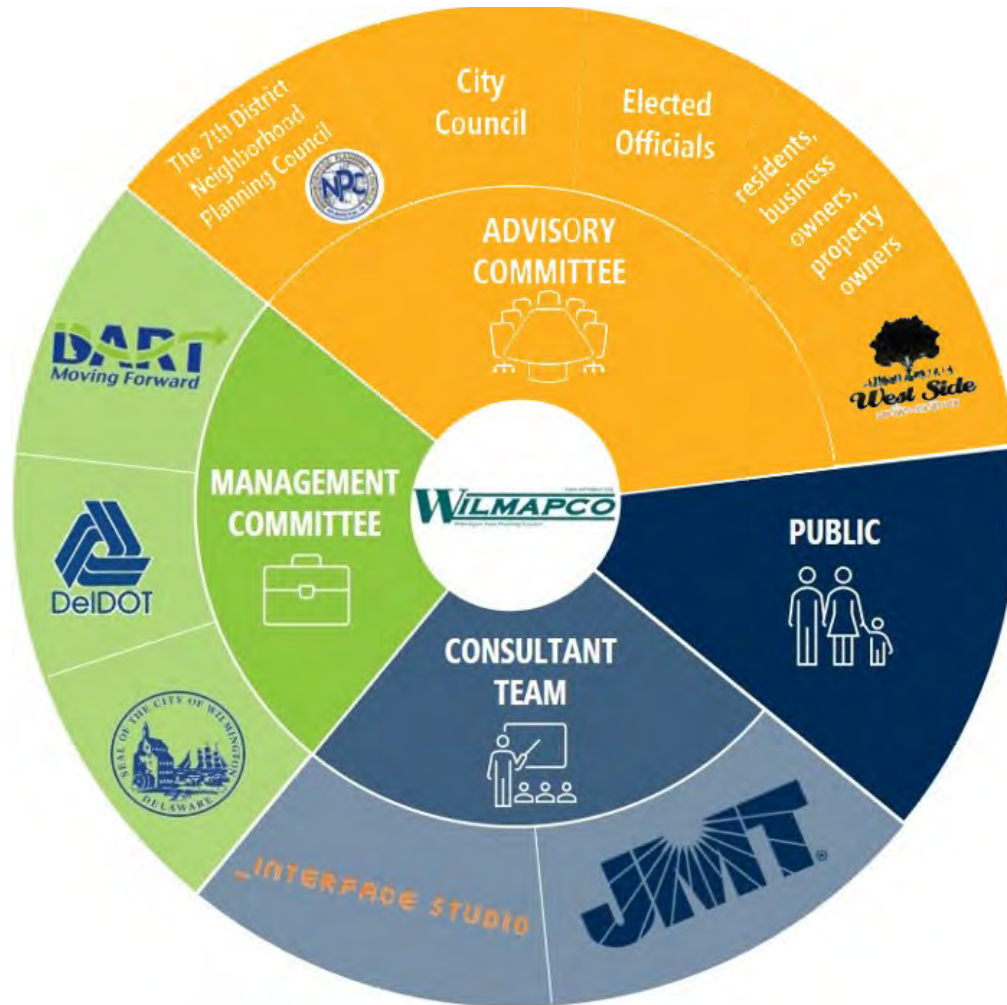 The 7th District
Neighborhood
Planning Council
NPC
City
Council
Elected
Officials
residents,
business
owners,
property
owners
West Side
ADVISORY
COMMITTEE
DART
Moving Forward
DelDOT
SEAL OF THE CITY OF WILMINGTON
DELAWARE
MANAGEMENT
COMMITTEE
WILMAPCO
PUBLIC
CONSULTANT
TEAM
_INTERFACE STUDIO
JMT®